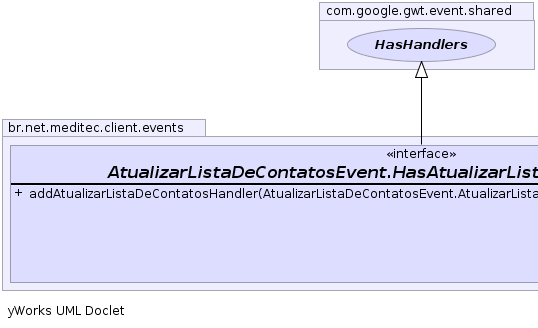 com.google.gwt.event.shared
HasHandlers
br.net.meditec.client.events
«interface»
AtualizarListaDeContatosEvent.HasAtualizarList
+ addAtualizarListaDeContatosHandler(AtualizarListaDeContatosEvent.AtualizarLista
yWorks UML Doclet